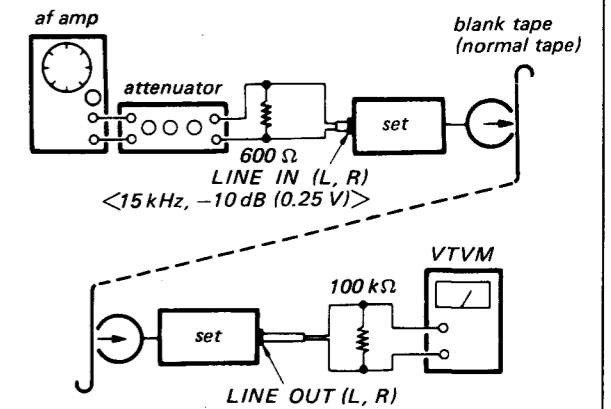 af amp
blank tape
(normal tape)
attenuator
set
600 Ω
LINE IN (L, R)
<15 kHz, −10 dB (0.25 V)>
VTVM
100 kΩ
set
LINE OUT (L, R)